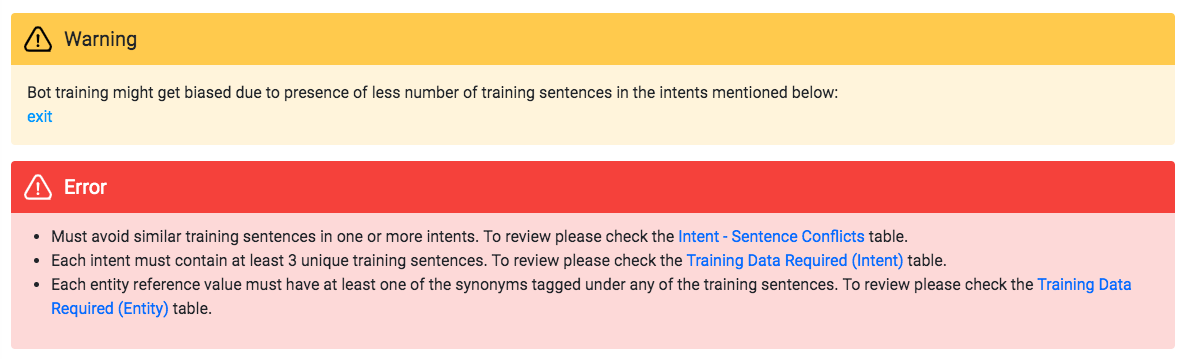 Warning
Bot training might get biased due to presence of less number of training sentences in the intents mentioned below:
exit
Error
• Must avoid similar training sentences in one or more intents. To review please check the Intent - Sentence Conflicts table.
• Each intent must contain at least 3 unique training sentences. To review please check the Training Data Required (Intent) table.
• Each entity reference value must have at least one of the synonyms tagged under any of the training sentences. To review please check the Training Data
Required (Entity) table.